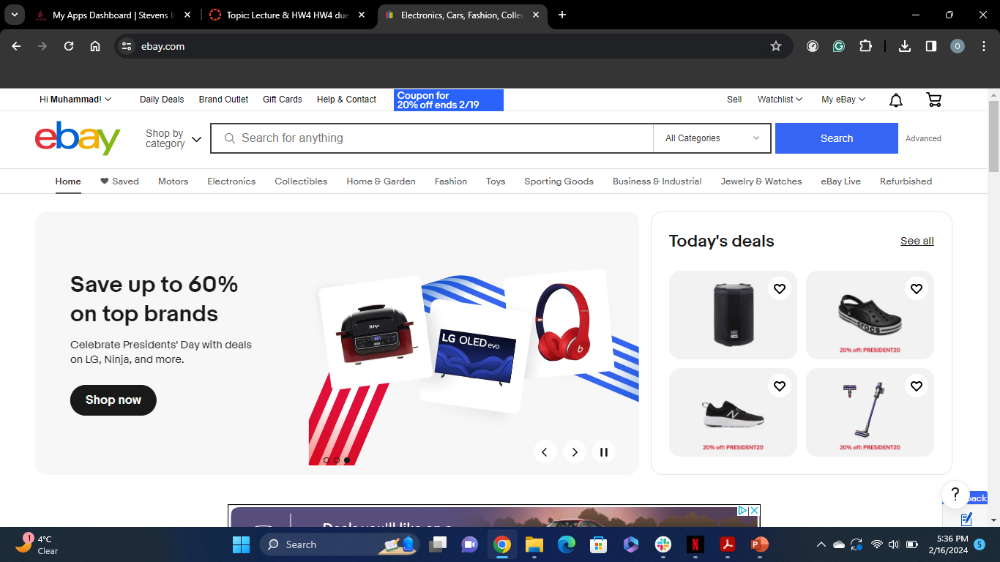 My Apps Dashboard | Stevens In
Topic: Lecture & HW4 HW4 due
Electronics, Cars, Fashion, Collec
ebay.com
O
Hi Muhammad!
Daily Deals
Brand Outlet
Gift Cards
Help & Contact
Coupon for
20% off ends 2/19
Sell
Watchlist
My eBay
ebay
Shop by
category
Search for anything
All Categories
Search
Advanced
Home
Saved
Motors
Electronics
Collectibles
Home & Garden
Fashion
Toys
Sporting Goods
Business & Industrial
Jewelry & Watches
eBay Live
Refurbished
Save up to 60%
on top brands
Celebrate Presidents' Day with deals
on LG, Ninja, and more.
Shop now
NINJA
LG OLED evo
b
Today's deals
See all
crocs
20% off: PRESIDENT20
N
20% off: PRESIDENT20
20% off: PRESIDENT20
?
back
1
4°C
Clear
Search
5:36 PM
2/16/2024
5